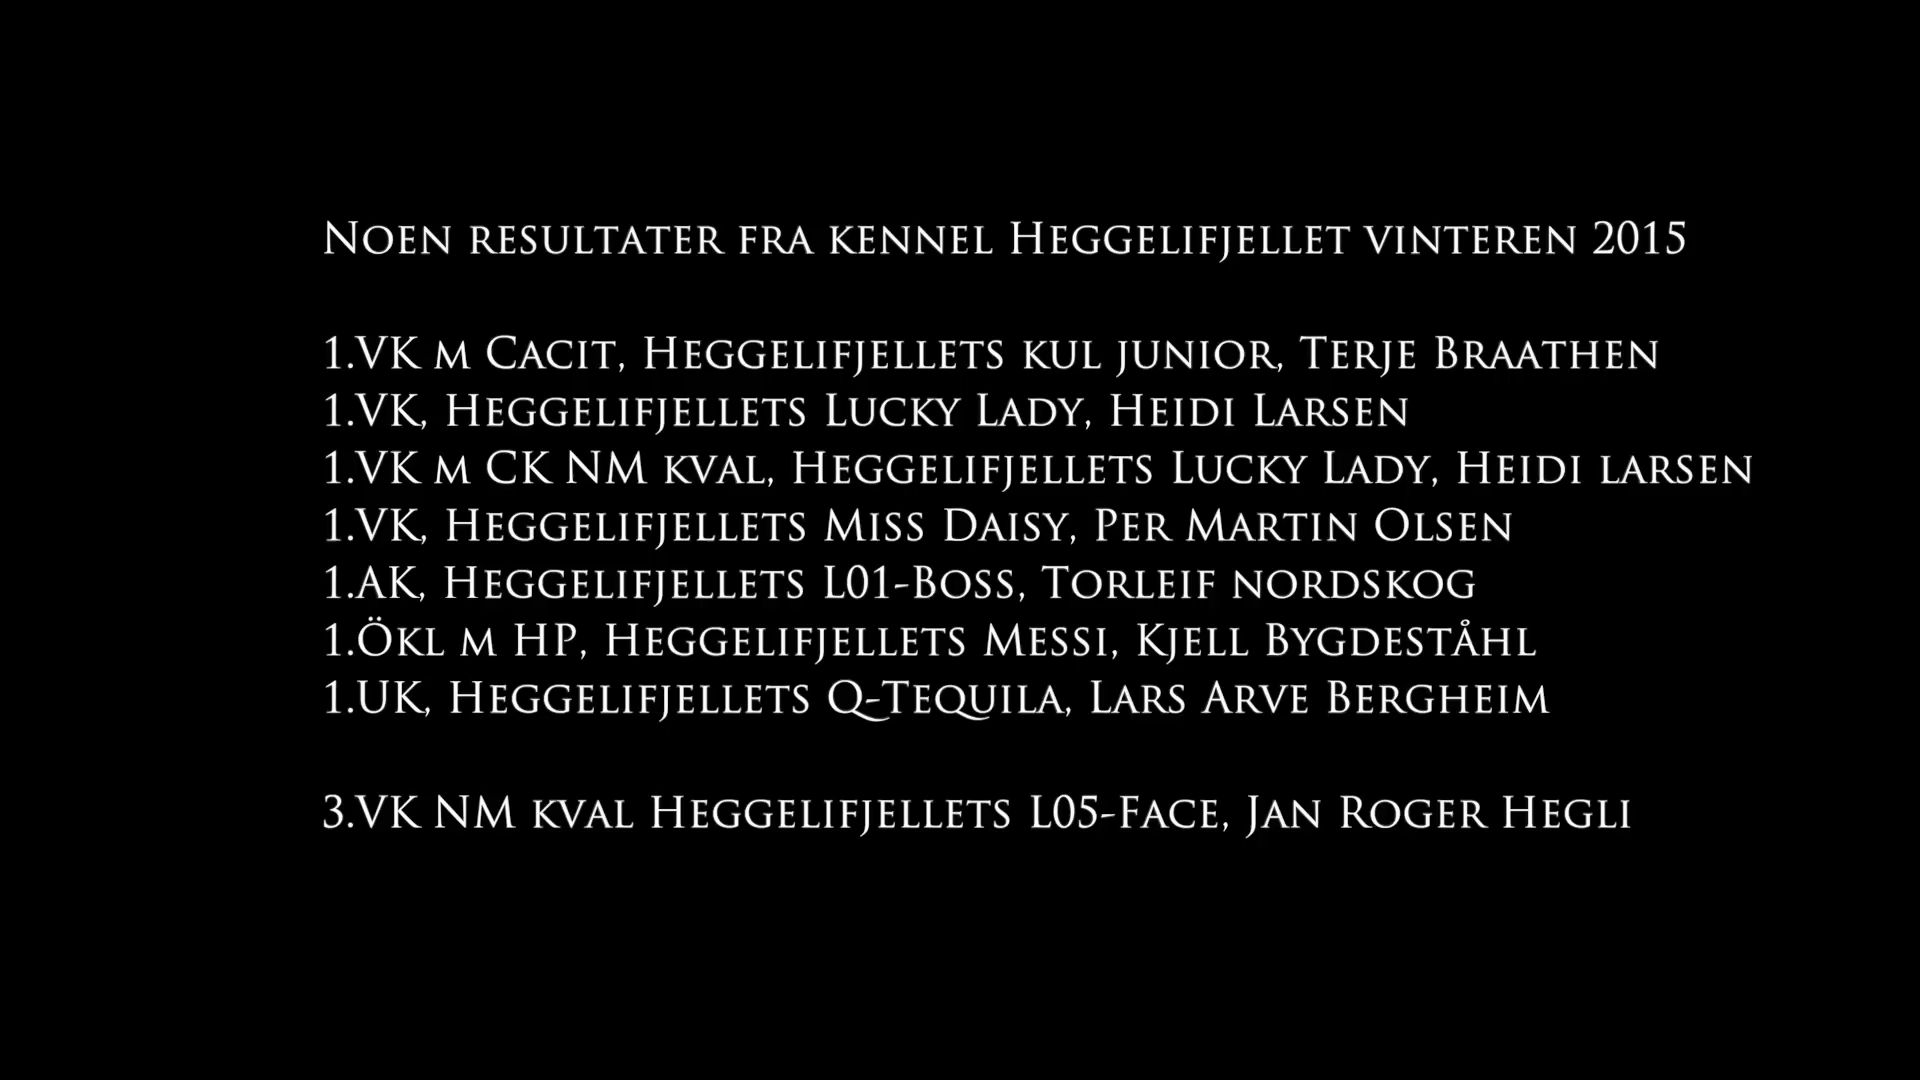 Noen resultater fra kennel Heggelifjellet vinteren 2015
1.VK m Cacit, Heggelifjellets kul junior, Terje Braathen
1.VK, Heggelifjellets Lucky Lady, Heidi Larsen
1.VK m CK NM kval, Heggelifjellets Lucky Lady, Heidi larsen
1.VK, Heggelifjellets Miss Daisy, Per Martin Olsen
1.AK, Heggelifjellets L01-Boss, Torleif nordskog
1.Ökl m HP, Heggelifjellets Messi, Kjell Bygdeståhl
1.UK, Heggelifjellets Q-Tequila, Lars Arve Bergheim
3.VK NM kval Heggelifjellets L05-Face, Jan Roger Hegli